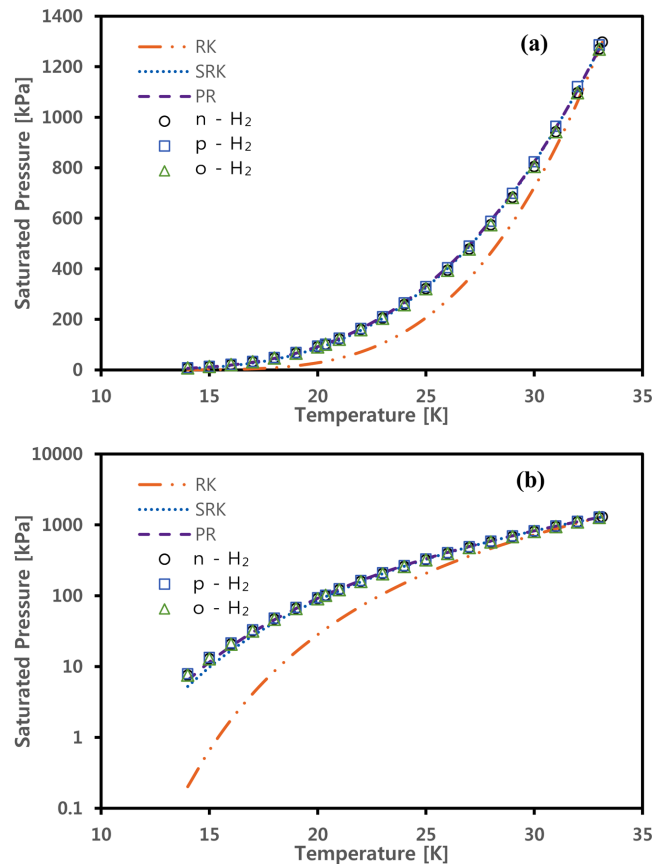 (a)
Saturated Pressure [kPa]
1400
1200
1000
800
600
400
200
0
RK
SRK
PR
n - H₂
p - H₂
o - H₂
10 15 20 25 30 35
Temperature [K]
(b)
Saturated Pressure [kPa]
10000
1000
100
10
1
0.1
RK
SRK
PR
n - H₂
p - H₂
o - H₂
10 15 20 25 30 35
Temperature [K]